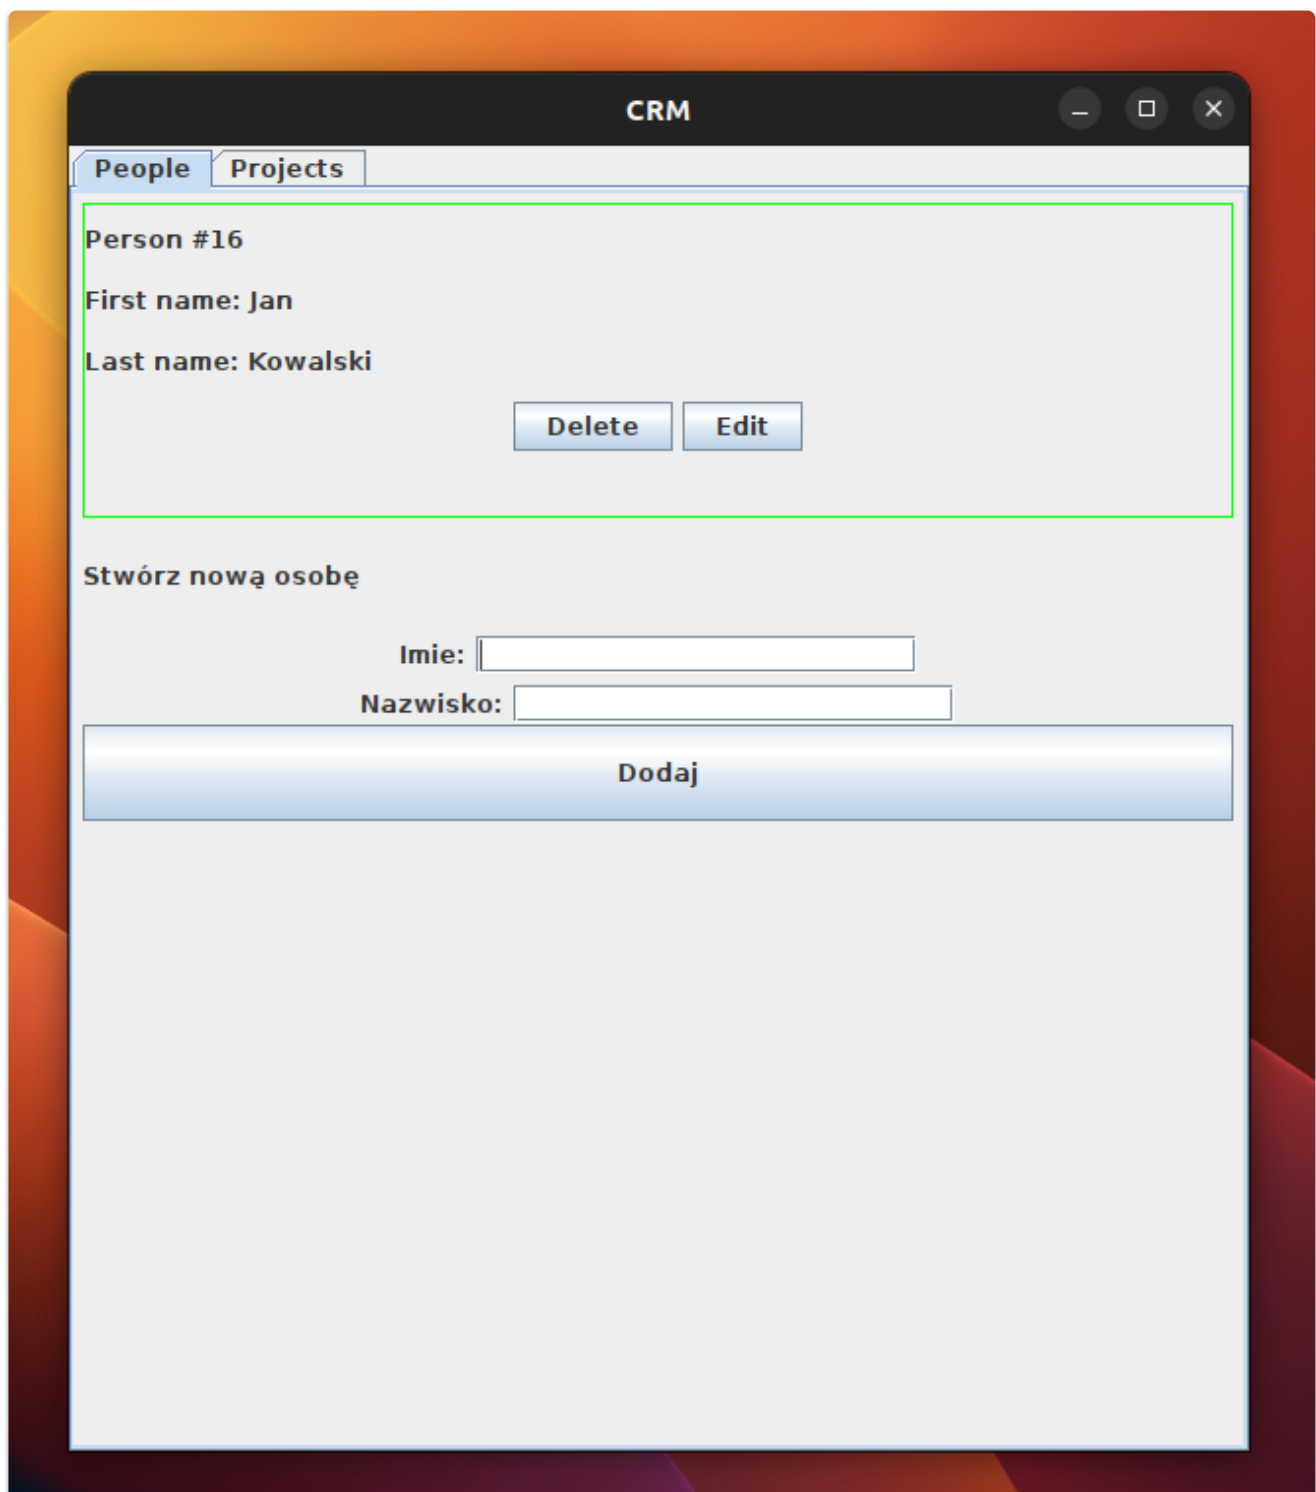 CRM
People Projects
Person #16
First name: Jan
Last name: Kowalski
Delete Edit
Stwórz nową osobę
Imie:
Nazwisko:
Dodaj